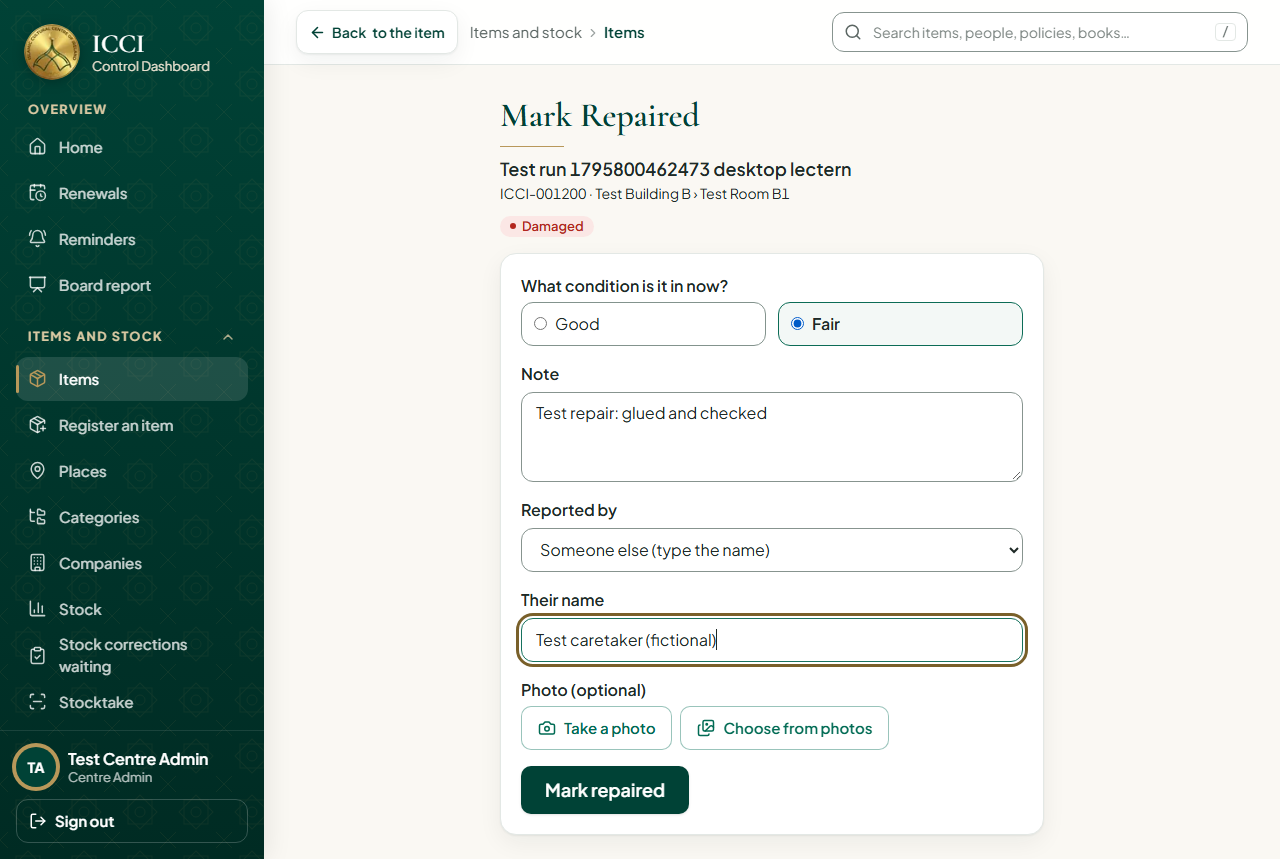 ICCI
Control Dashboard
OVERVIEW
Home
Renewals
Reminders
Board report
ITEMS AND STOCK
Items
Register an item
Places
Categories
Companies
Stock
Stock corrections
waiting
Stocktake
TA
Test Centre Admin
Centre Admin
Sign out
Back to the item
Items and stock › Items
Search items, people, policies, books…
/
Mark Repaired
Test run 1795800462473 desktop lectern
ICCI-001200 · Test Building B › Test Room B1
Damaged
What condition is it in now?
Good
Fair
Note
Test repair: glued and checked
Reported by
Someone else (type the name)
Their name
Test caretaker (fictional)
Photo (optional)
Take a photo
Choose from photos
Mark repaired